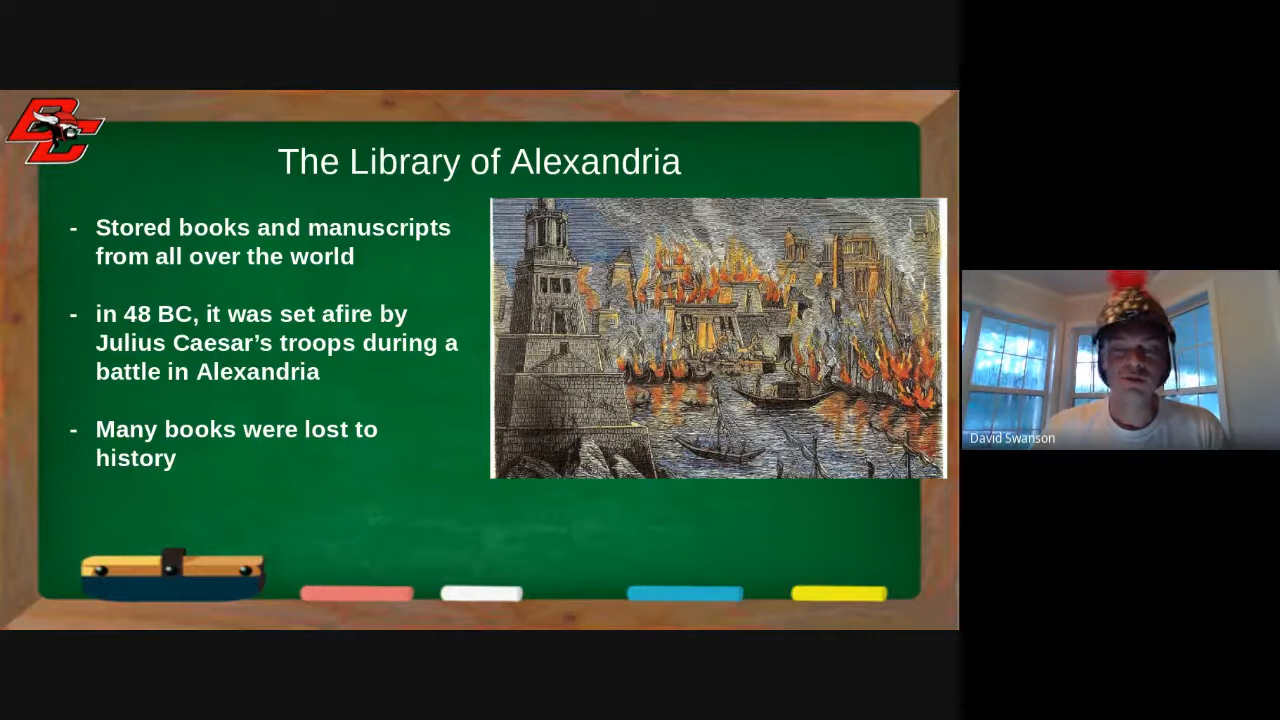 BC
The Library of Alexandria
- Stored books and manuscripts
from all over the world
- in 48 BC, it was set afire by
Julius Caesar’s troops during a
battle in Alexandria
- Many books were lost to
history
David Swanson